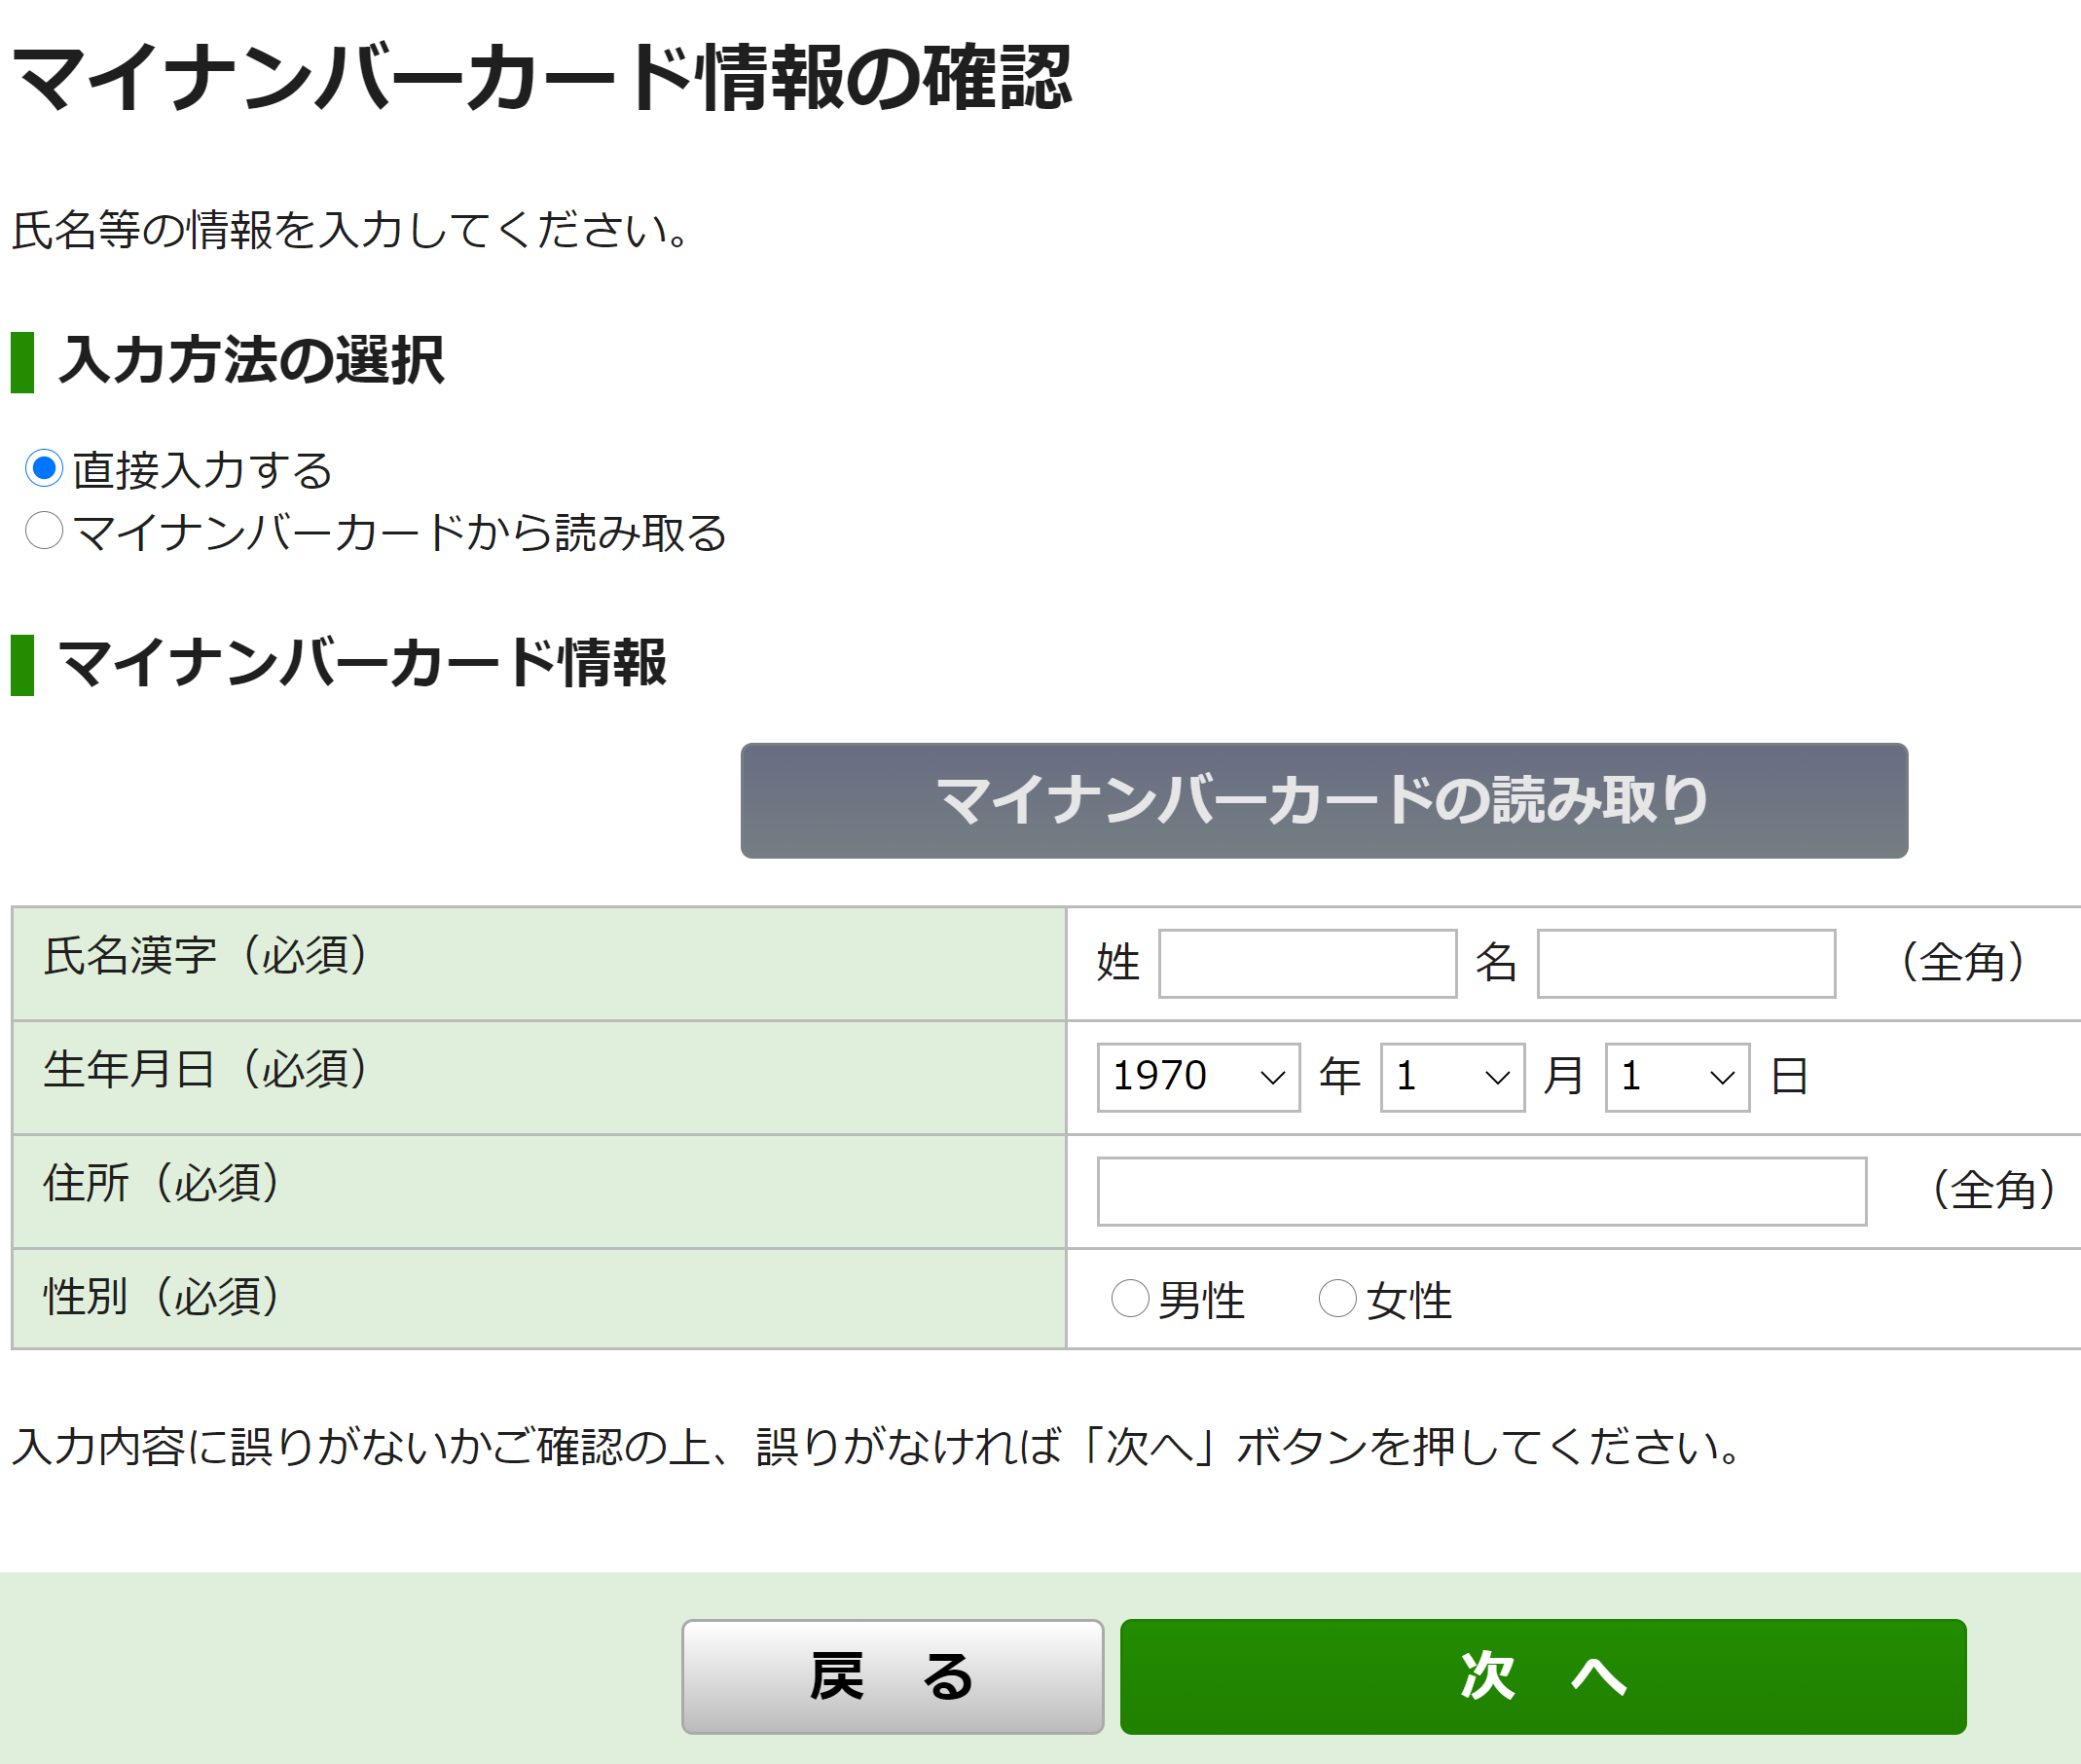 マイナンバーカード情報の確認
氏名等の情報を入力してください。
入力方法の選択
直接入力する
マイナンバーカードから読み取る
マイナンバーカード情報
マイナンバーカードの読み取り
氏名漢字（必須） 姓 名 （全角）
生年月日（必須） 1970 年 1 月 1 日
住所（必須） （全角）
性別（必須） 男性 女性
入力内容に誤りがないかご確認の上、誤りがなければ「次へ」ボタンを押してください。
戻　る 次　へ